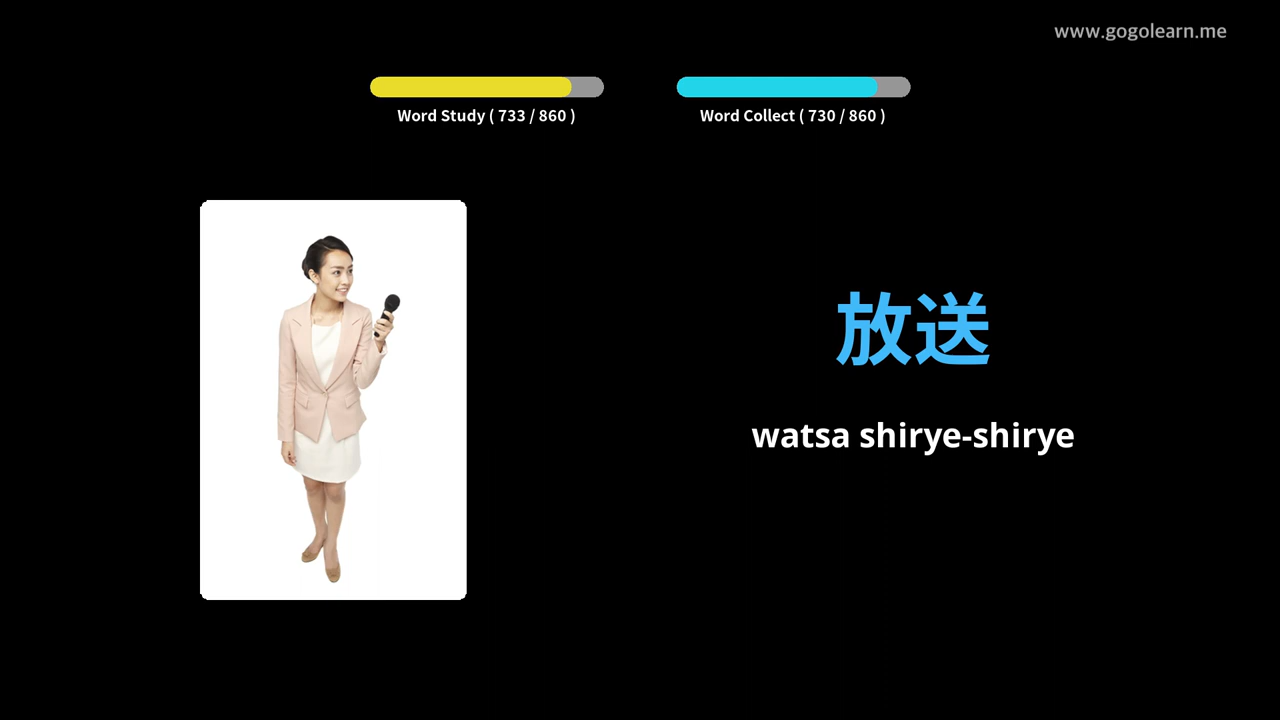 www.gogolearn.me
Word Study ( 733 / 860 )
Word Collect ( 730 / 860 )
放送
watsa shirye-shirye